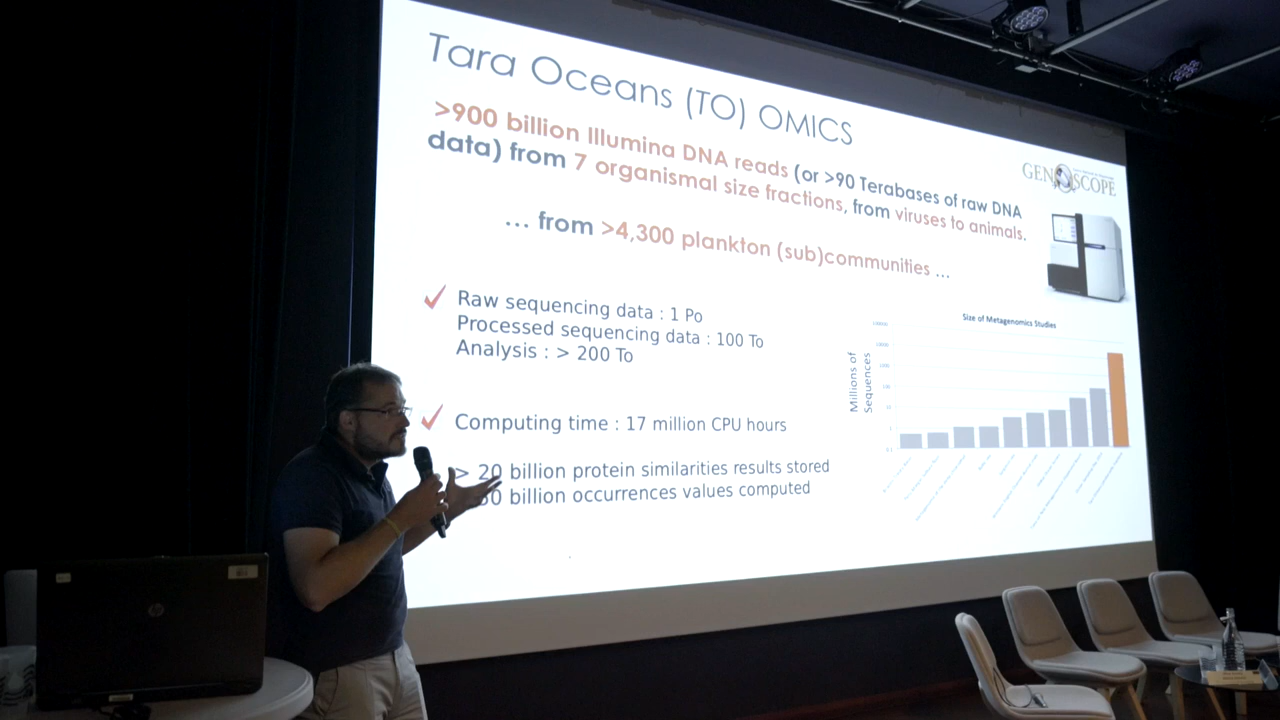 Tara Oceans (TO) OMICS
>900 billion Illumina DNA reads (or >90 Terabases of raw DNA
data) from 7 organismal size fractions, from viruses to animals.
... from >4,300 plankton (sub)communities ...
GENOSCOPE
Raw sequencing data : 1 Po
Processed sequencing data : 100 To
Analysis : > 200 To
Computing time : 17 million CPU hours
> 20 billion protein similarities results stored
billion occurrences values computed
Size of Metagenomics Studies
Millions of
Sequences
hp